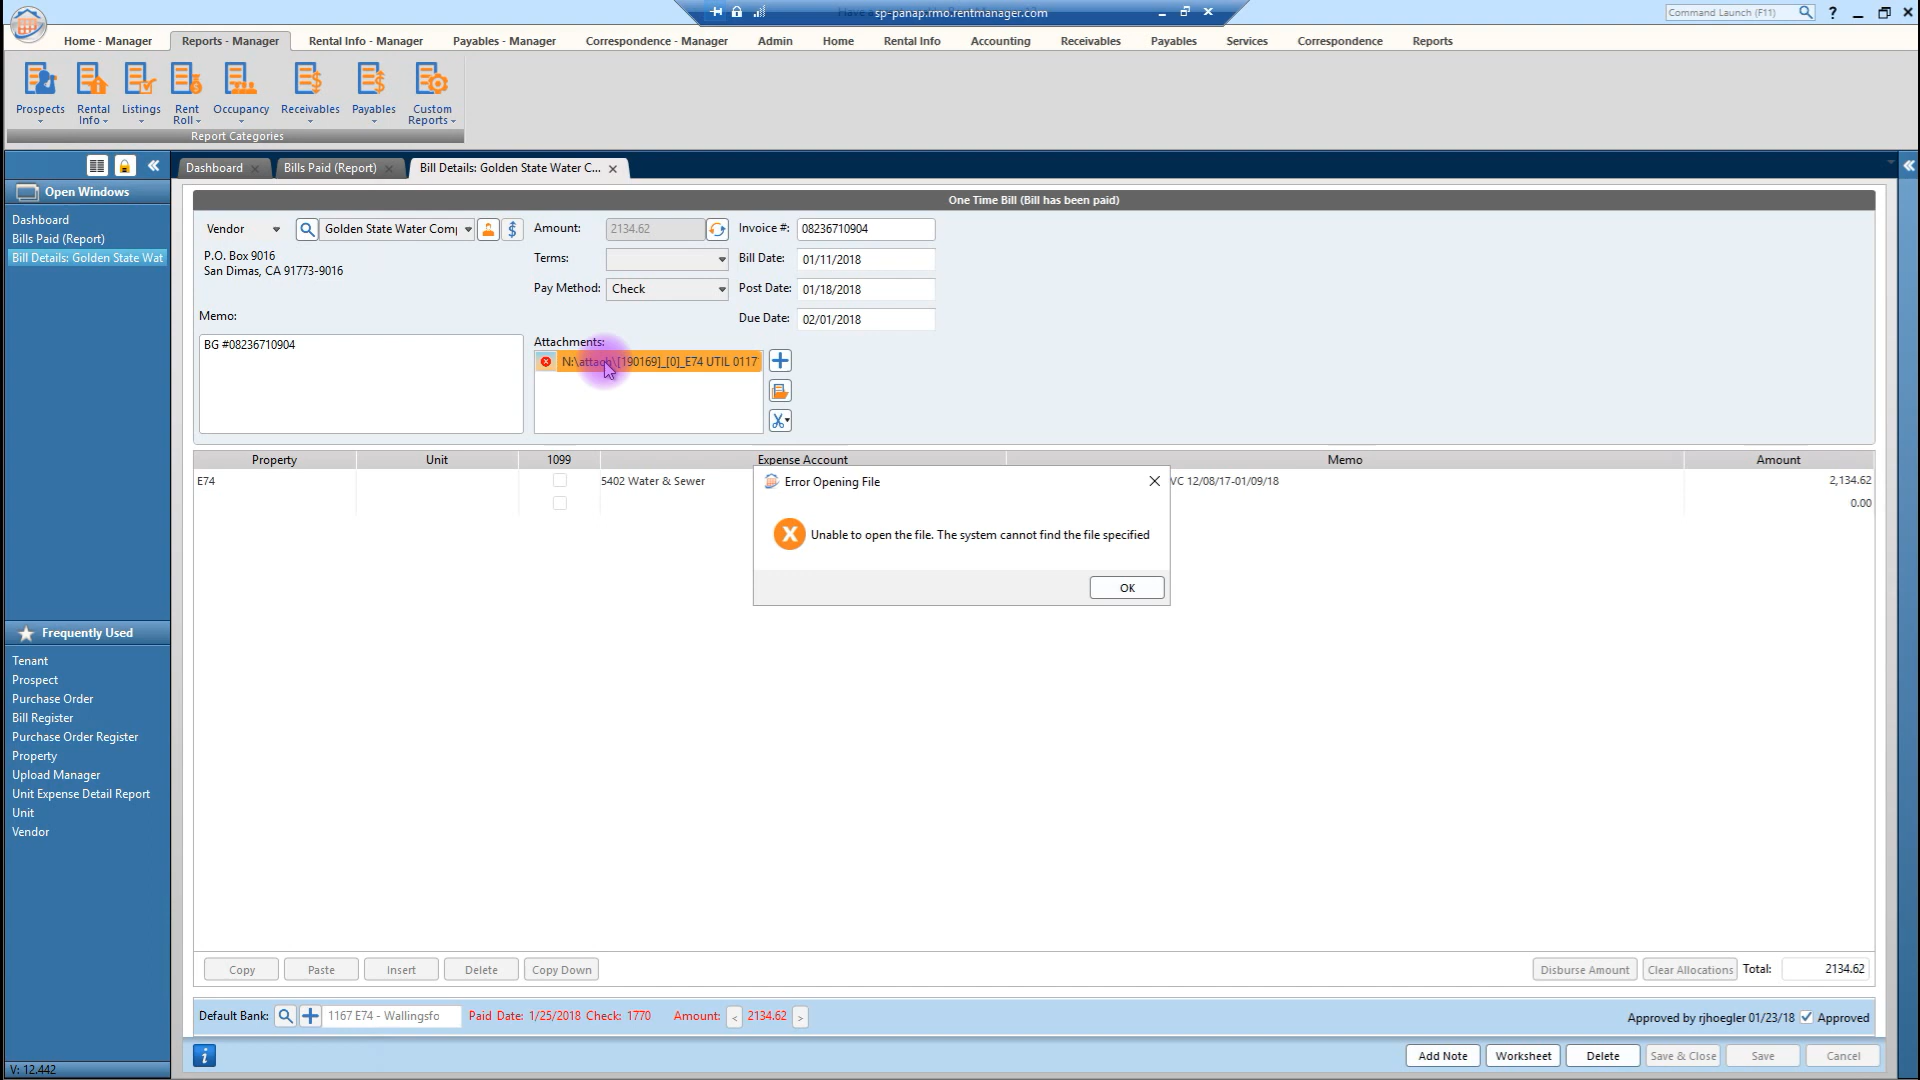 sp-panap.rmo.rentmanager.com
Command Launch (F11)
?
Home - Manager
Reports - Manager
Rental Info - Manager
Payables - Manager
Correspondence - Manager
Admin
Home
Rental Info
Accounting
Receivables
Payables
Services
Correspondence
Reports
Prospects
Rental Info
Listings
Rent Roll
Occupancy
Receivables
Payables
Custom Reports
Report Categories
Dashboard
Bills Paid (Report)
Bill Details: Golden State Water C...
Open Windows
Dashboard
Bills Paid (Report)
Bill Details: Golden State Wat
Frequently Used
Tenant
Prospect
Purchase Order
Bill Register
Purchase Order Register
Property
Upload Manager
Unit Expense Detail Report
Unit
Vendor
V: 12.442
One Time Bill (Bill has been paid)
Vendor
Golden State Water Comp
P.O. Box 9016
San Dimas, CA 91773-9016
Amount: 2134.62
Terms:
Pay Method: Check
Invoice #: 08236710904
Bill Date: 01/11/2018
Post Date: 01/18/2018
Due Date: 02/01/2018
Memo:
BG #08236710904
Attachments:
N:\attach\[190169]_[0]_E74 UTIL 0117
Property Unit 1099 Expense Account Memo Amount
E74 5402 Water & Sewer VC 12/08/17-01/09/18 2,134.62
0.00
Error Opening File
Unable to open the file. The system cannot find the file specified
OK
Copy Paste Insert Delete Copy Down
Disburse Amount Clear Allocations Total: 2134.62
Default Bank: 1167 E74 - Wallingsfo Paid Date: 1/25/2018 Check: 1770 Amount: < 2134.62 >
Approved by rjhoegler 01/23/18 Approved
Add Note Worksheet Delete Save & Close Save Cancel